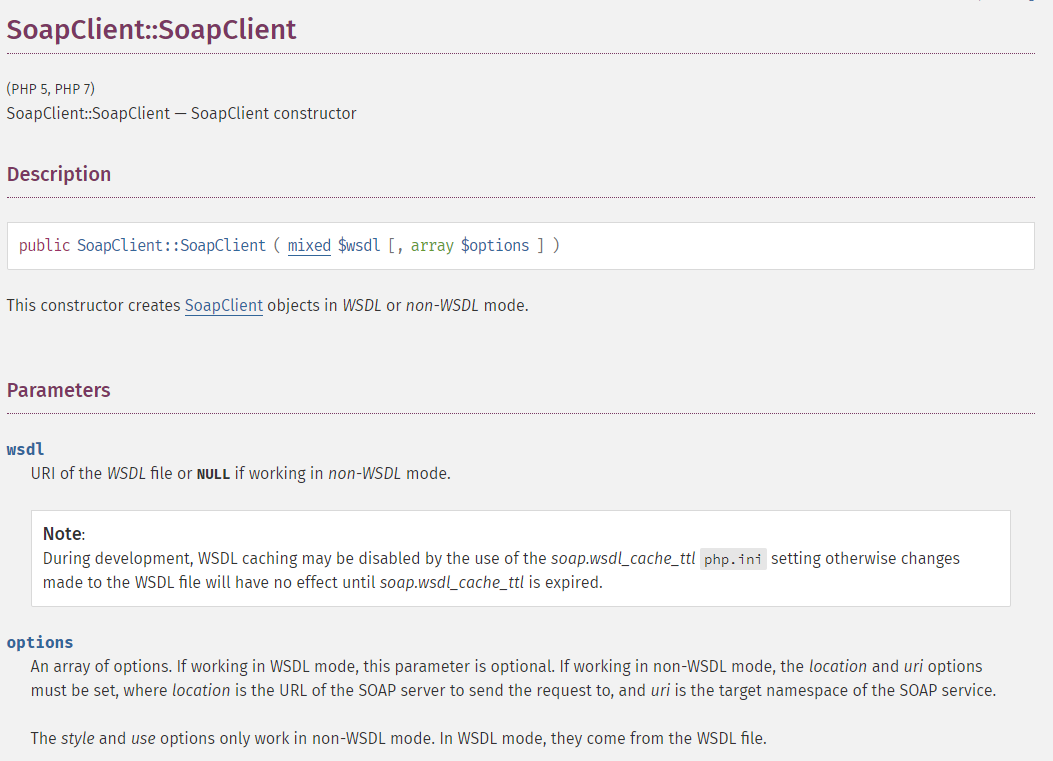 SoapClient::SoapClient
(PHP 5, PHP 7)
SoapClient::SoapClient — SoapClient constructor
Description
public SoapClient::SoapClient ( mixed $wsdl [, array $options ] )
This constructor creates SoapClient objects in WSDL or non-WSDL mode.
Parameters
wsdl
URI of the WSDL file or NULL if working in non-WSDL mode.
Note:
During development, WSDL caching may be disabled by the use of the soap.wsdl_cache_ttl php.ini setting otherwise changes
made to the WSDL file will have no effect until soap.wsdl_cache_ttl is expired.
options
An array of options. If working in WSDL mode, this parameter is optional. If working in non-WSDL mode, the location and uri options
must be set, where location is the URL of the SOAP server to send the request to, and uri is the target namespace of the SOAP service.
The style and use options only work in non-WSDL mode. In WSDL mode, they come from the WSDL file.